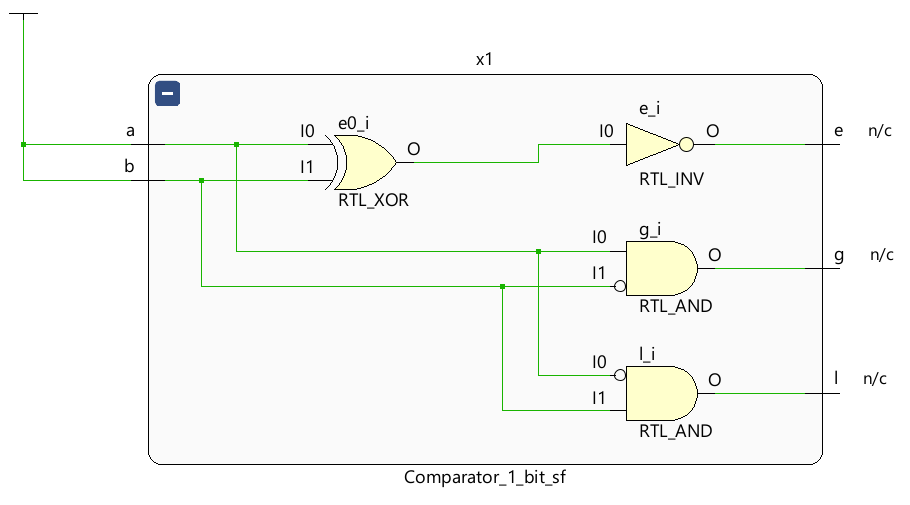 x1
a
b
I0
e0_i
I1
O
RTL_XOR
e_i
I0
O
RTL_INV
e
n/c
g_i
I0
I1
O
RTL_AND
g
n/c
l_i
I0
I1
O
RTL_AND
l
n/c
Comparator_1_bit_sf